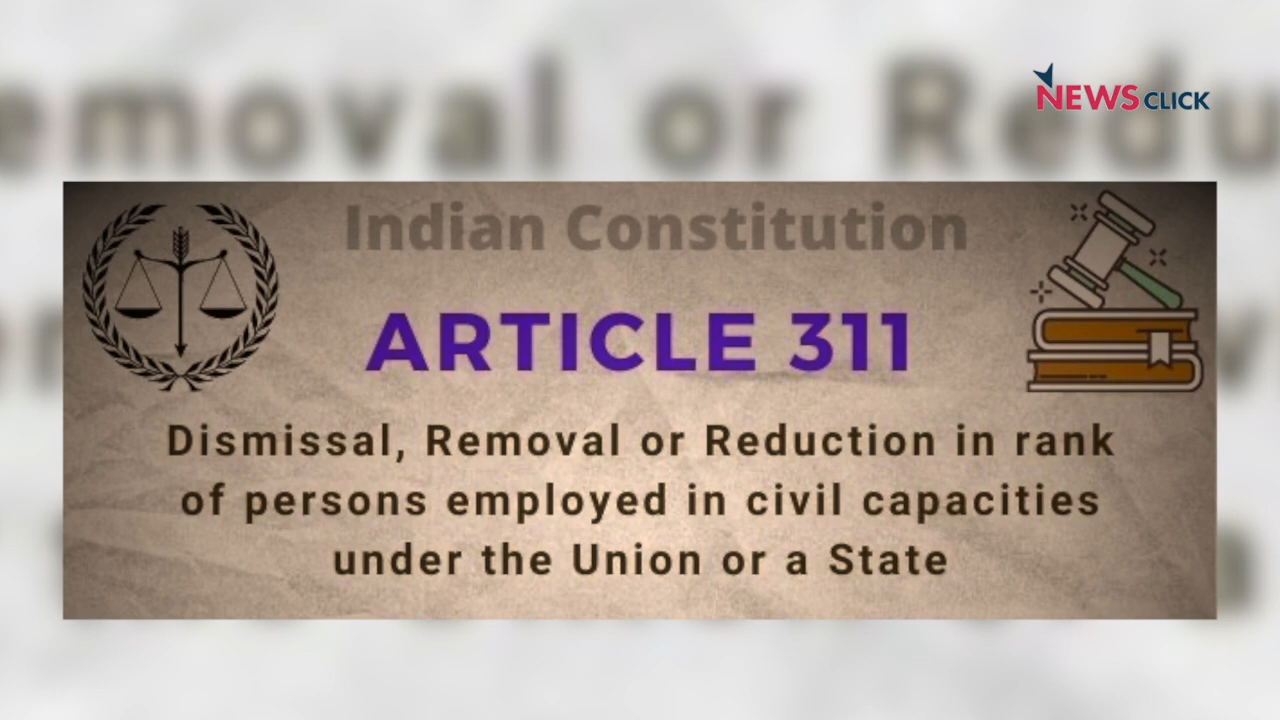 NEWSCLICK
Indian Constitution
ARTICLE 311
Dismissal, Removal or Reduction in rank
of persons employed in civil capacities
under the Union or a State